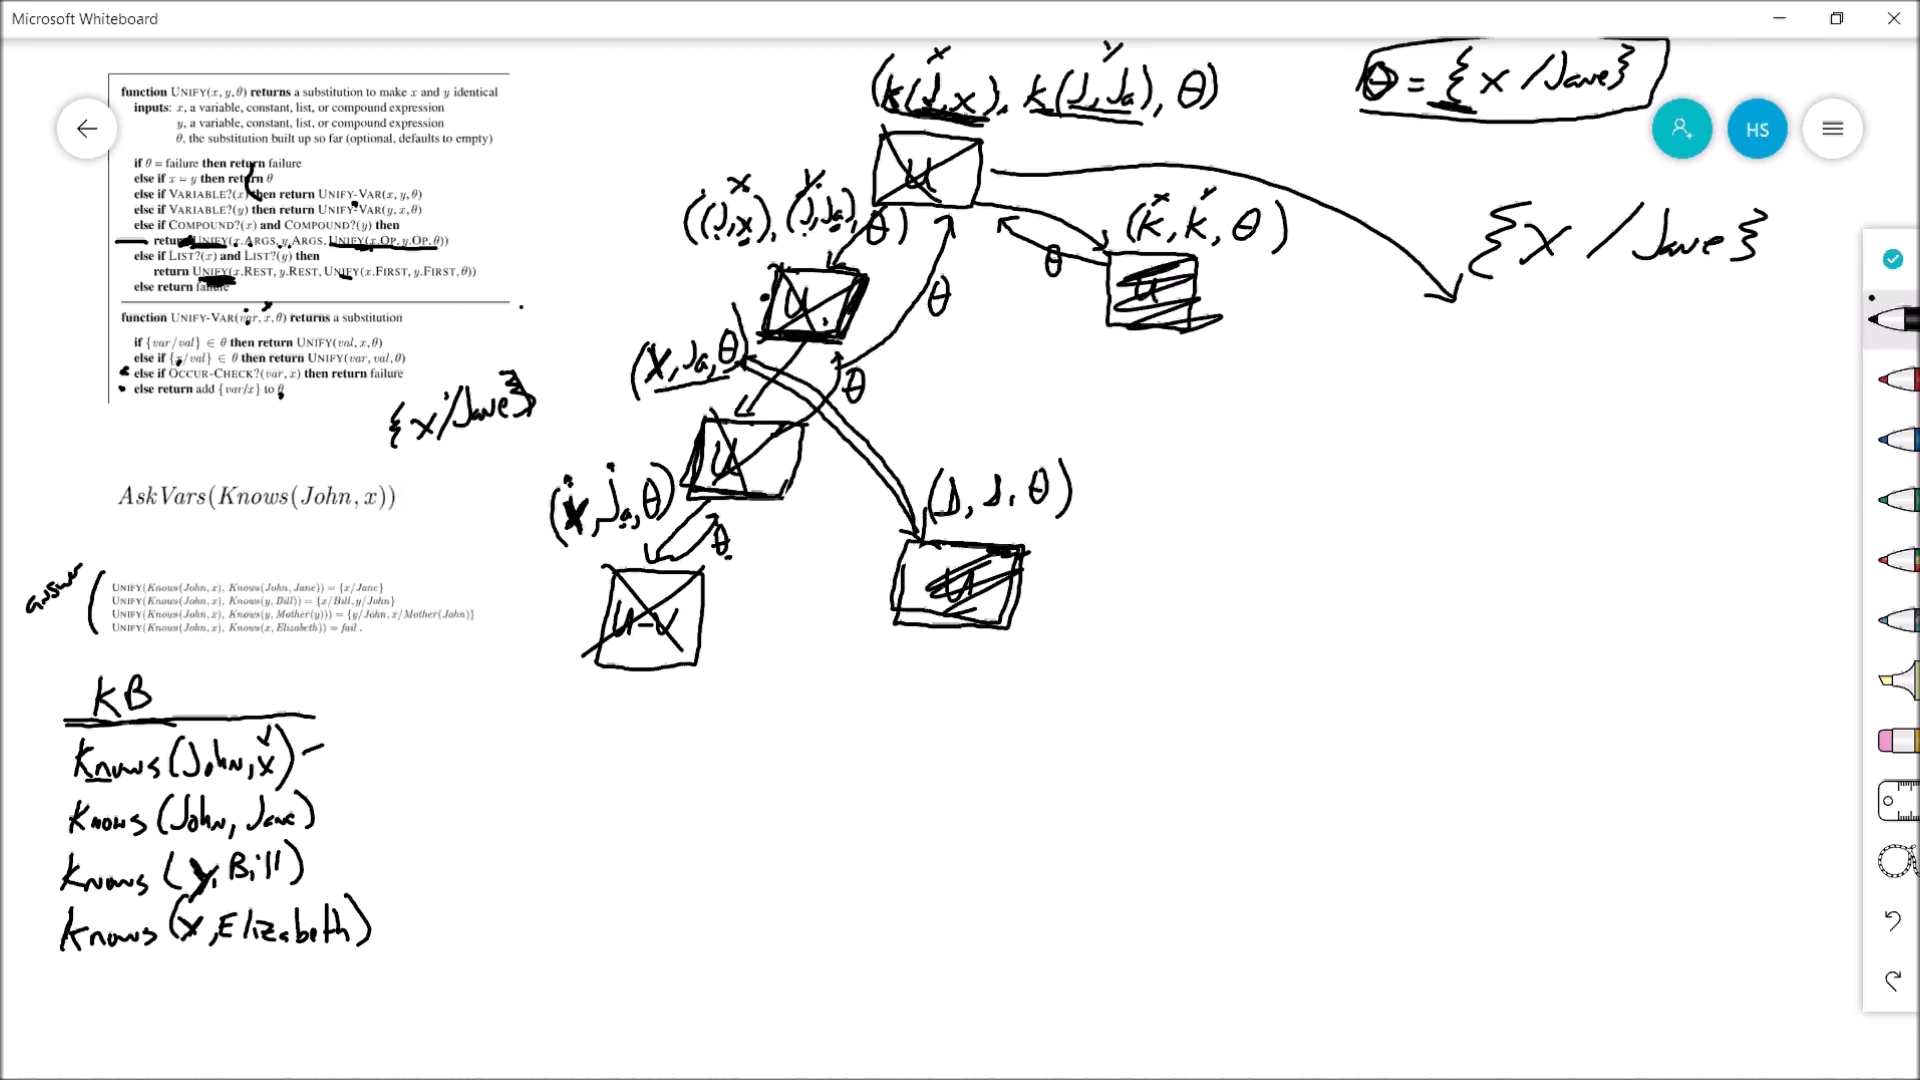 Microsoft Whiteboard
function UNIFY(x, y, θ) returns a substitution to make x and y identical
inputs: x, a variable, constant, list, or compound expression
y, a variable, constant, list, or compound expression
θ, the substitution built up so far (optional, defaults to empty)
if θ = failure then return failure
else if x = y then return θ
else if VARIABLE?(x) then return UNIFY-VAR(x, y, θ)
else if VARIABLE?(y) then return UNIFY-VAR(y, x, θ)
else if COMPOUND?(x) and COMPOUND?(y) then
return UNIFY(x.ARGS, y.ARGS, UNIFY(x.OP, y.OP, θ))
else if LIST?(x) and LIST?(y) then
return UNIFY(x.REST, y.REST, UNIFY(x.FIRST, y.FIRST, θ))
else return failure
function UNIFY-VAR(var, x, θ) returns a substitution
if {var/val} ∈ θ then return UNIFY(val, x, θ)
else if {x/val} ∈ θ then return UNIFY(var, val, θ)
else if OCCUR-CHECK?(var, x) then return failure
else return add {var/x} to θ
{x/Jane}
AskVars(Knows(John, x))
answer
UNIFY(Knows(John, x), Knows(John, Jane)) = {x/Jane}
UNIFY(Knows(John, x), Knows(y, Bill)) = {x/Bill, y/John}
UNIFY(Knows(John, x), Knows(y, Mother(y))) = {y/John, x/Mother(John)}
UNIFY(Knows(John, x), Knows(x, Elizabeth)) = fail .
KB
Knows(John, x)
Knows (John, Jane)
Knows (y, Bill)
Knows (x, Elizabeth)
x y
(K(J, x), K(J, Ja), θ)
θ = {x /Jane}
HS
U
x y
((J, x), (J, Ja), θ)
x y
(K, K, θ)
{x / Jane}
θ
U
U
θ
(x, Ja, θ)
θ
U
(x, Ja, θ)
θ
(J, J, θ)
U-V
U